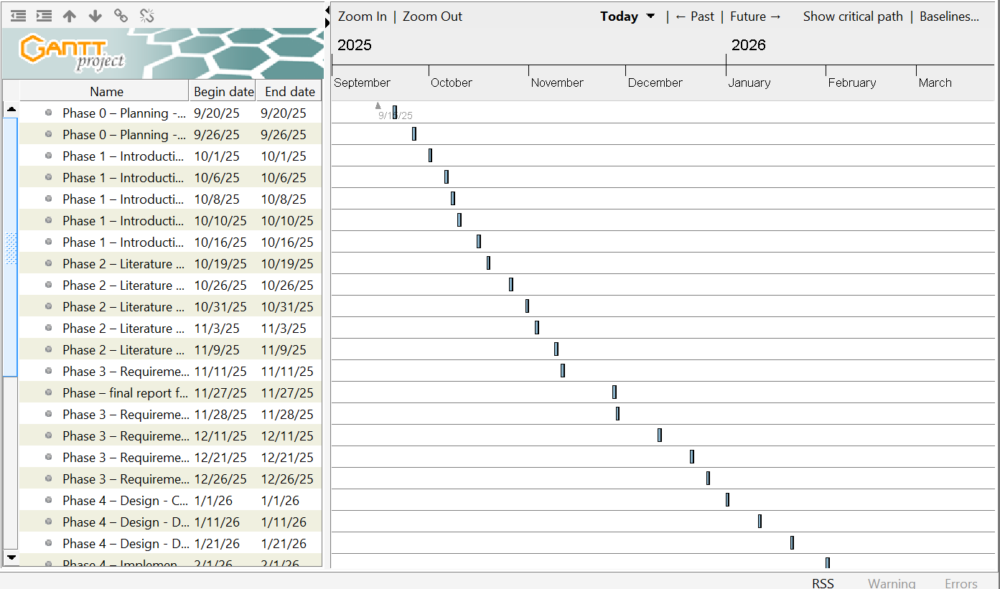 Zoom In | Zoom Out Today | ← Past | Future → Show critical path | Baselines...
GANTT
project
2025 2026
September October November December January February March
Name Begin date End date
9/15/25
Phase 0 – Planning -... 9/20/25 9/20/25
Phase 0 – Planning -... 9/26/25 9/26/25
Phase 1 – Introducti... 10/1/25 10/1/25
Phase 1 – Introducti... 10/6/25 10/6/25
Phase 1 – Introducti... 10/8/25 10/8/25
Phase 1 – Introducti... 10/10/25 10/10/25
Phase 1 – Introducti... 10/16/25 10/16/25
Phase 2 – Literature ... 10/19/25 10/19/25
Phase 2 – Literature ... 10/26/25 10/26/25
Phase 2 – Literature ... 10/31/25 10/31/25
Phase 2 – Literature ... 11/3/25 11/3/25
Phase 2 – Literature ... 11/9/25 11/9/25
Phase 3 – Requireme... 11/11/25 11/11/25
Phase – final report f... 11/27/25 11/27/25
Phase 3 – Requireme... 11/28/25 11/28/25
Phase 3 – Requireme... 12/11/25 12/11/25
Phase 3 – Requireme... 12/21/25 12/21/25
Phase 3 – Requireme... 12/26/25 12/26/25
Phase 4 – Design - C... 1/1/26 1/1/26
Phase 4 – Design - D... 1/11/26 1/11/26
Phase 4 – Design - D... 1/21/26 1/21/26
Phase 4 – Implemen 2/1/26 2/1/26
RSS Warning Errors